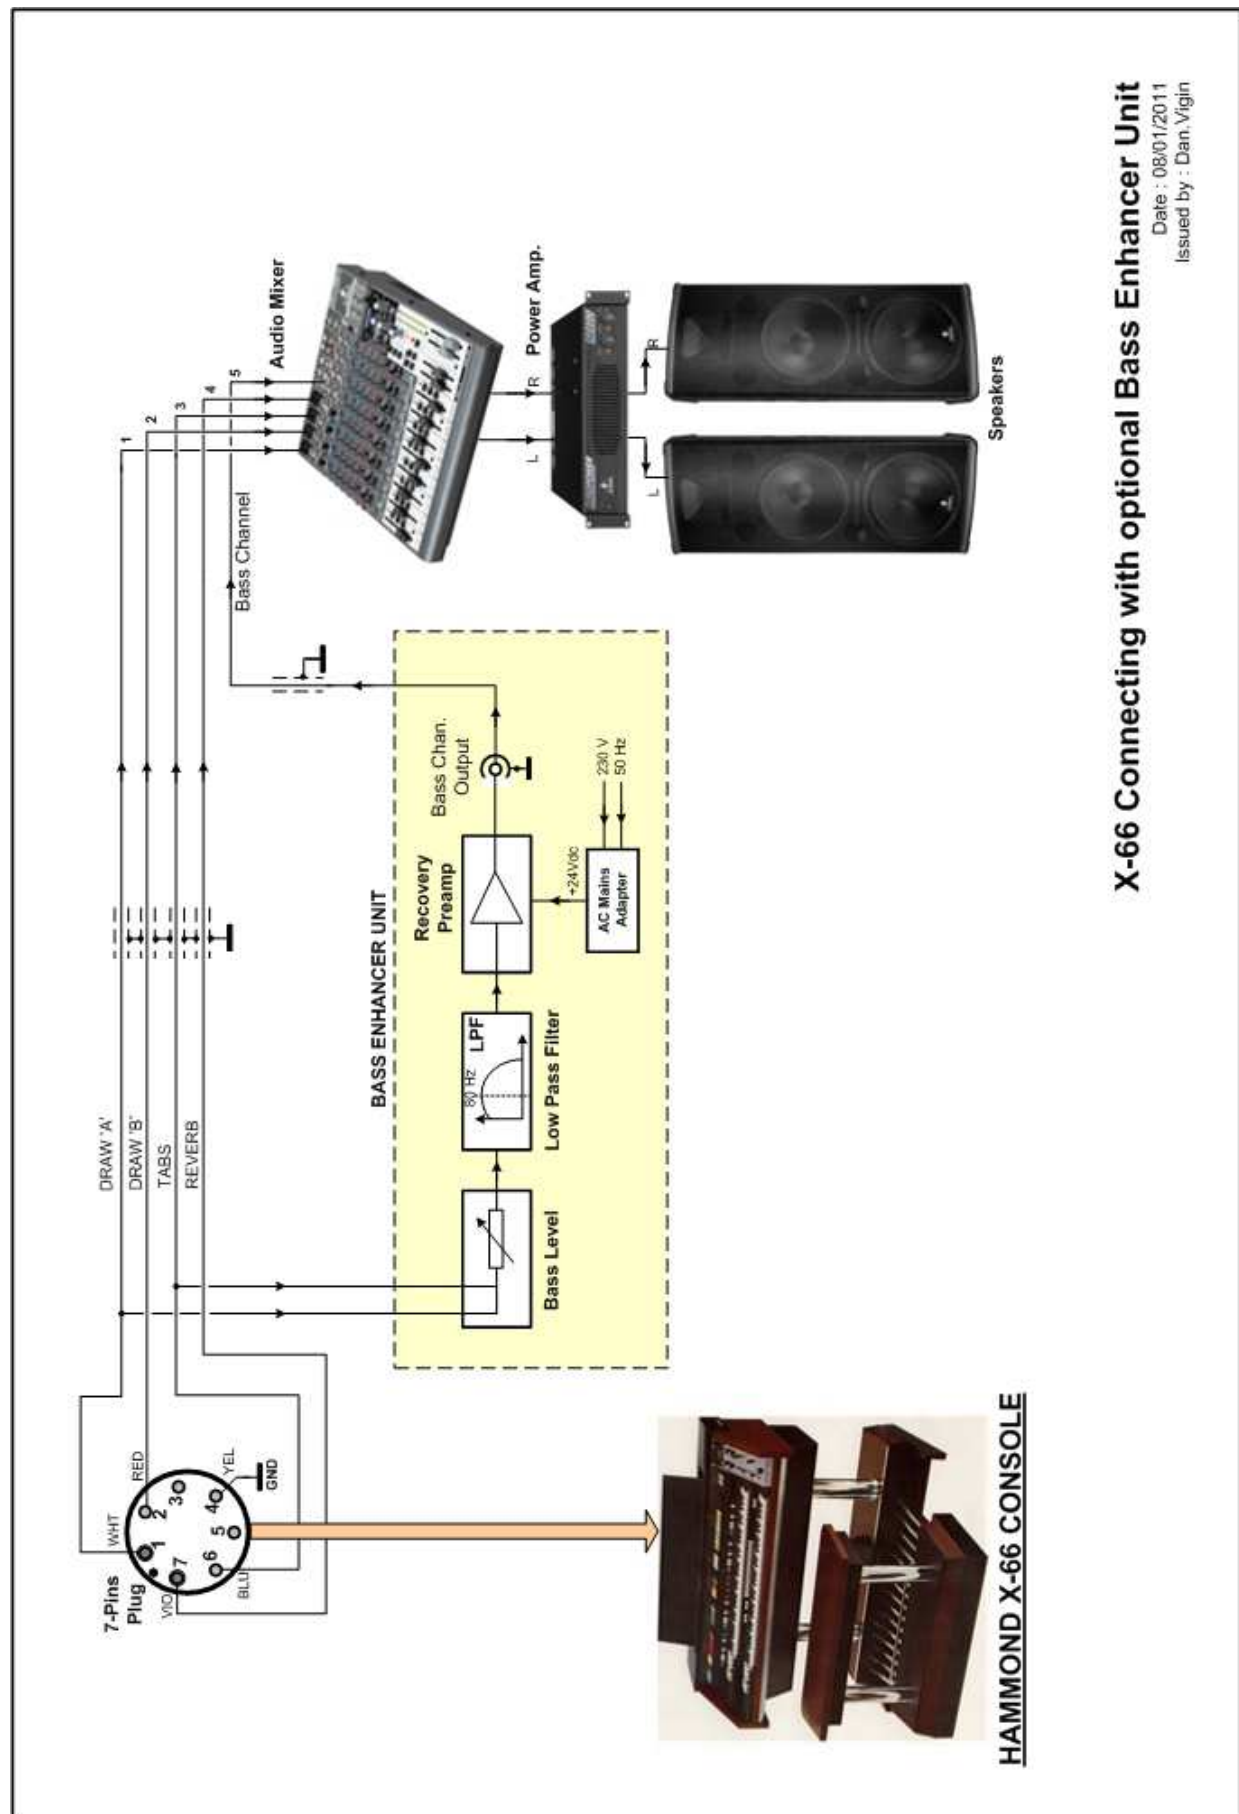 7-Pins
Plug
WHT
RED
VIO
BLU
YEL
GND
1
2
3
4
5
6
7
DRAW 'A'
DRAW 'B'
TABS
REVERB
1
2
3
4
5
Bass Channel
Audio Mixer
BASS ENHANCER UNIT
Bass Level
80 Hz
LPF
Low Pass Filter
Recovery
Preamp
Bass Chan.
Output
+24Vdc
AC Mains
Adapter
230 V
50 Hz
L
R
Power Amp.
L
R
Speakers
HAMMOND X-66 CONSOLE
X-66 Connecting with optional Bass Enhancer Unit
Date : 08/01/2011
Issued by : Dan.Vigin